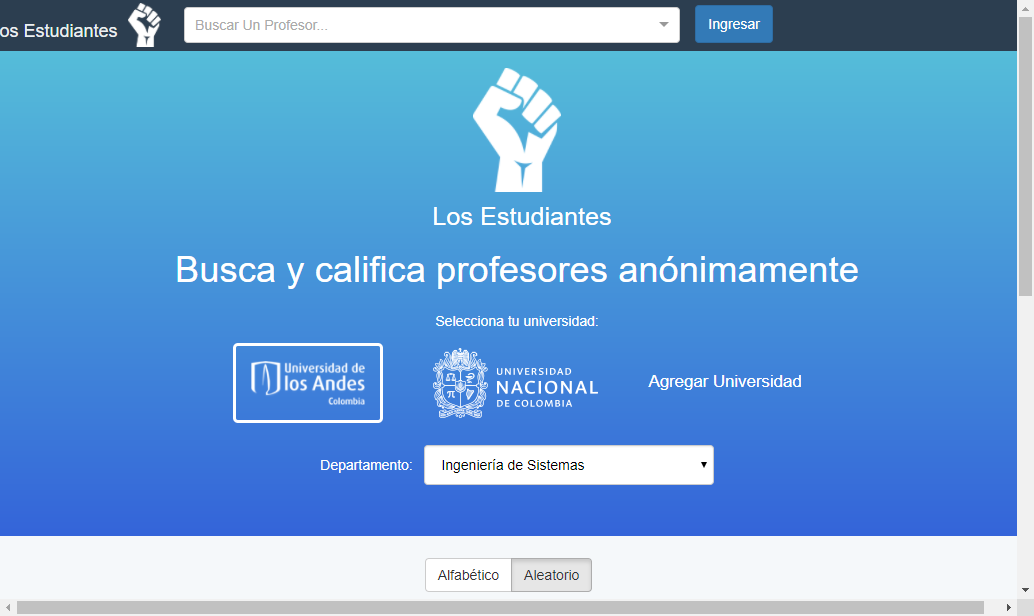 os Estudiantes
Buscar Un Profesor...
Ingresar
Los Estudiantes
Busca y califica profesores anónimamente
Selecciona tu universidad:
Universidad de
los Andes
Colombia
UNIVERSIDAD
NACIONAL
DE COLOMBIA
Agregar Universidad
Departamento:
Ingeniería de Sistemas
Alfabético
Aleatorio